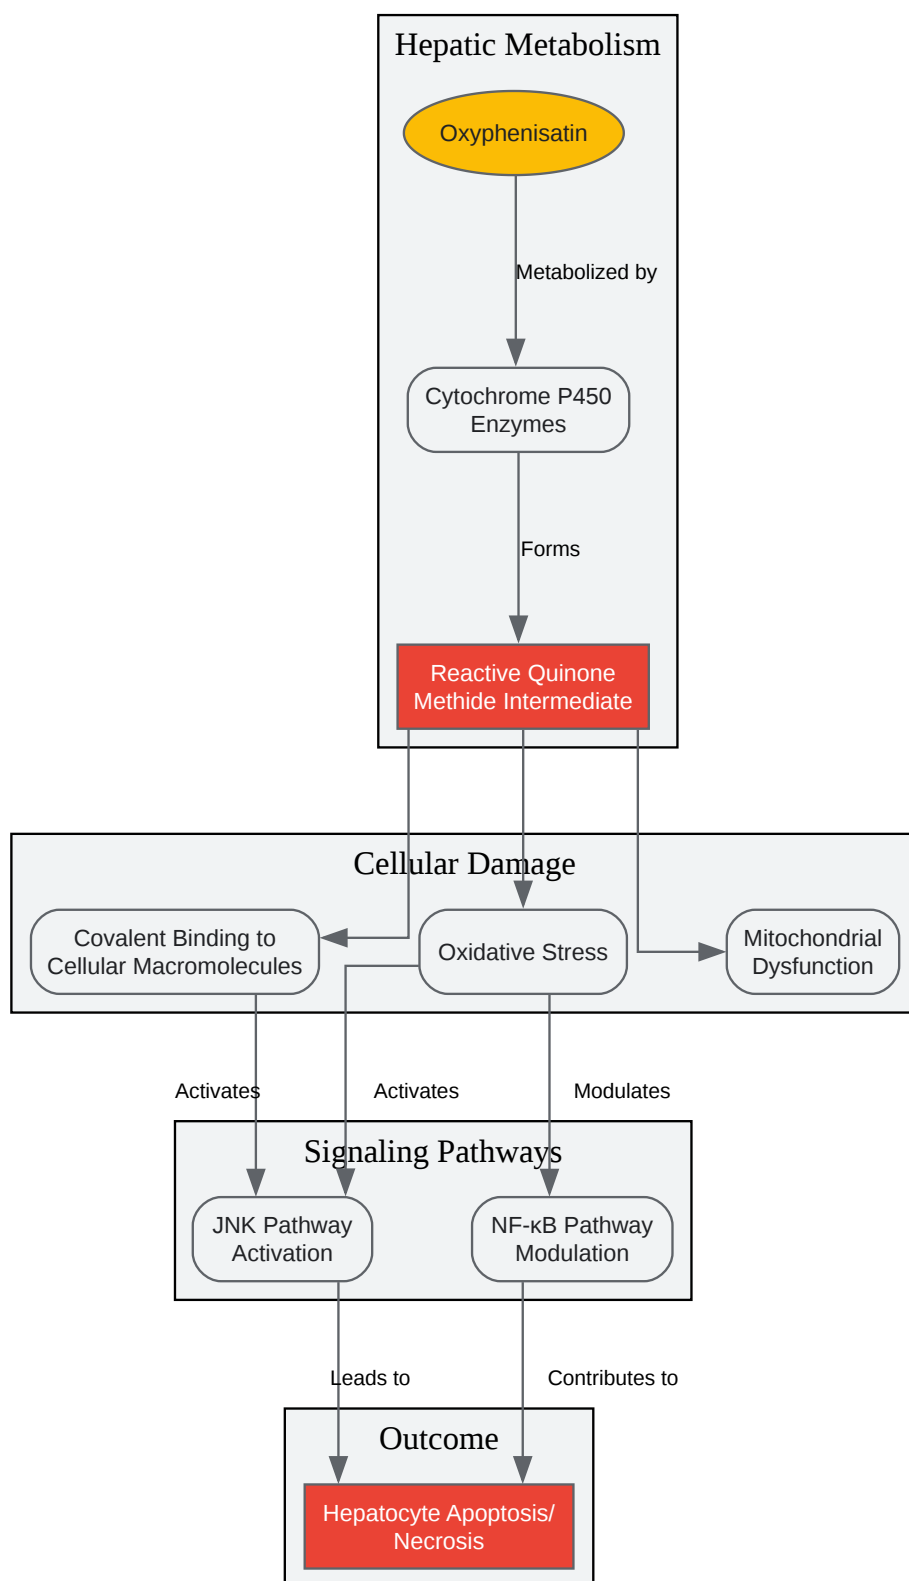 Hepatic Metabolism
Oxyphenisatin
Metabolized by
Cytochrome P450
Enzymes
Forms
Reactive Quinone
Methide Intermediate
Cellular Damage
Covalent Binding to
Cellular Macromolecules
Oxidative Stress
Mitochondrial
Dysfunction
Activates
Activates
Modulates
Signaling Pathways
JNK Pathway
Activation
NF-κB Pathway
Modulation
Leads to
Contributes to
Outcome
Hepatocyte Apoptosis/
Necrosis